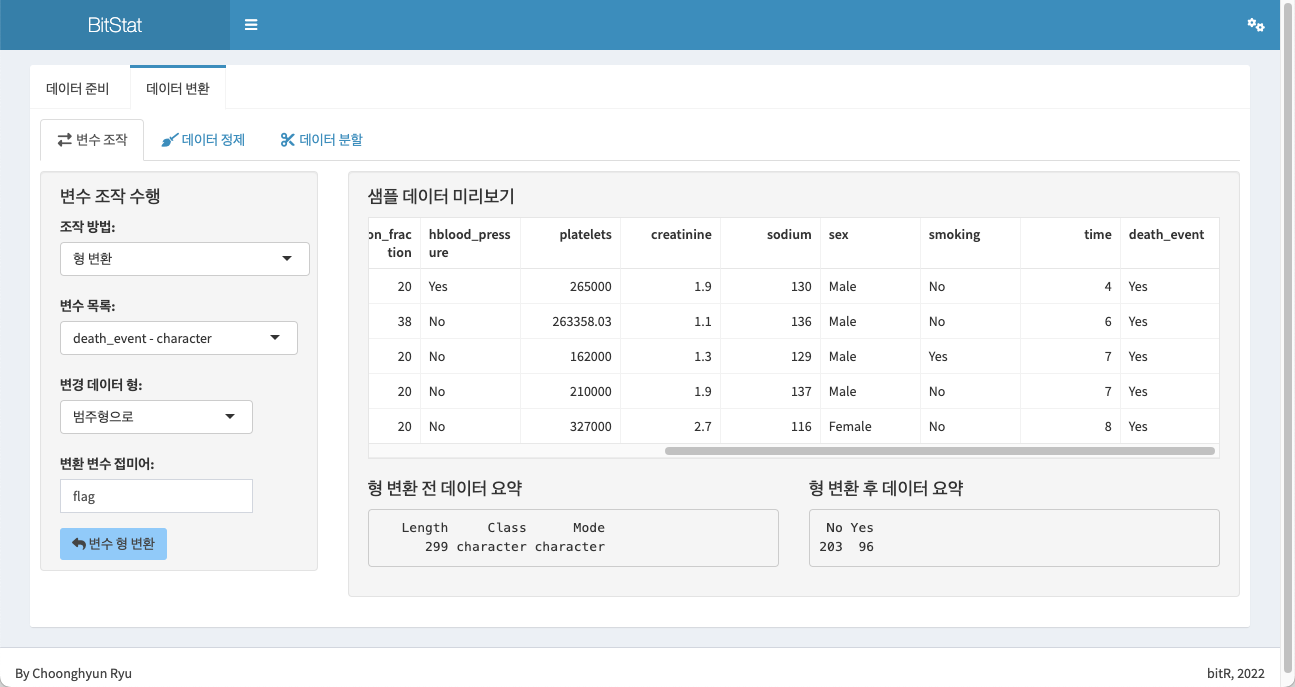 BitStat
데이터 준비 데이터 변환
변수 조작 데이터 정제 데이터 분할
변수 조작 수행
조작 방법:
형 변환
변수 목록:
death_event - character
변경 데이터 형:
범주형으로
변환 변수 접미어:
flag
변수 형 변환
샘플 데이터 미리보기
on_frac hblood_press platelets creatinine sodium sex smoking time death_event
tion ure
20 Yes 265000 1.9 130 Male No 4 Yes
38 No 263358.03 1.1 136 Male No 6 Yes
20 No 162000 1.3 129 Male Yes 7 Yes
20 No 210000 1.9 137 Male No 7 Yes
20 No 327000 2.7 116 Female No 8 Yes
형 변환 전 데이터 요약
Length Class Mode
299 character character
형 변환 후 데이터 요약
No Yes
203 96
By Choonghyun Ryu
bitR, 2022